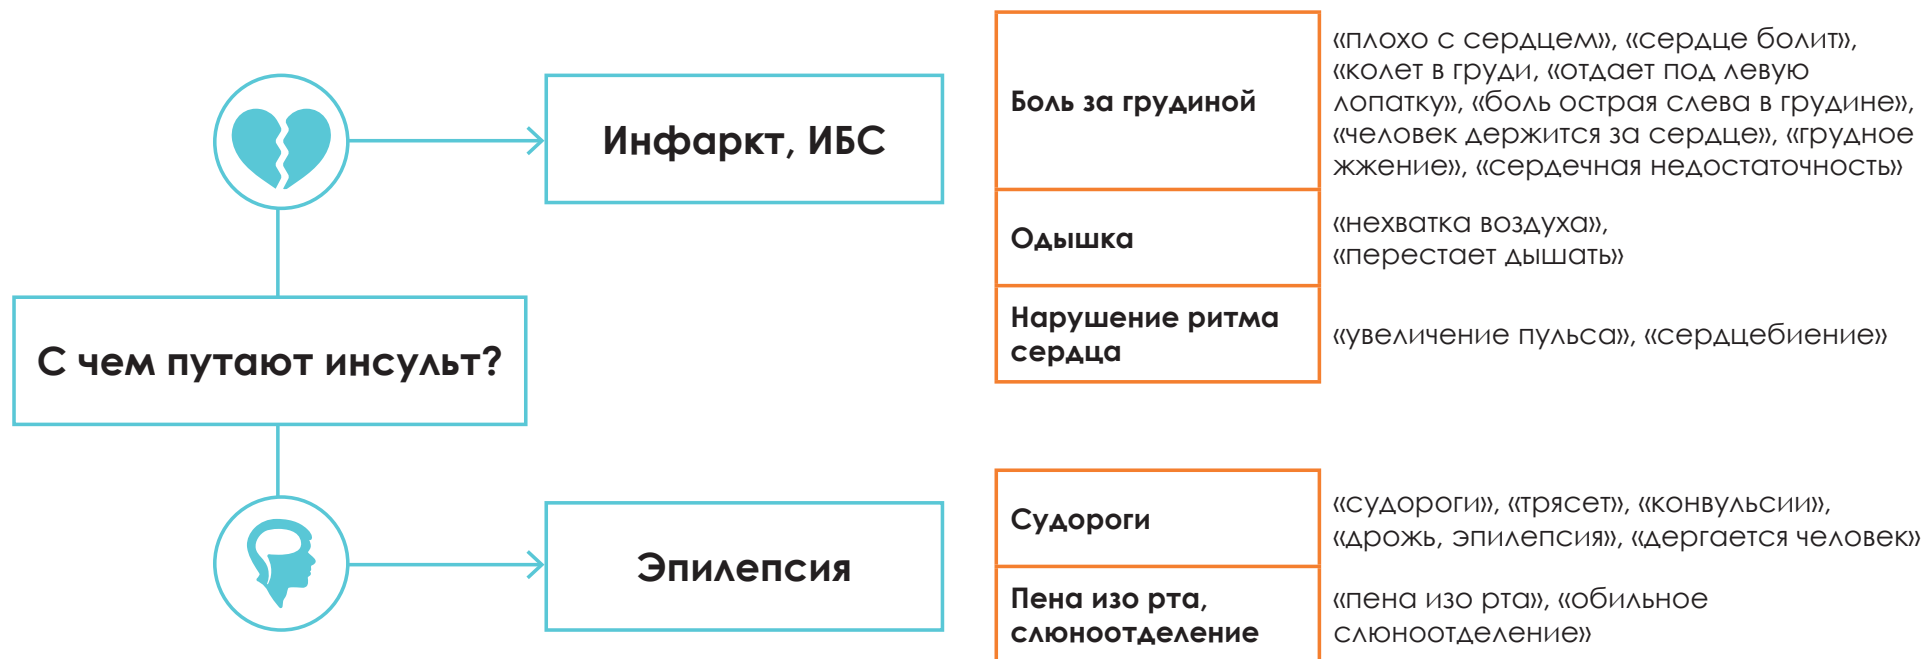 Инфаркт, ИБС
Боль за грудиной
«плохо с сердцем», «сердце болит»,
«колет в груди, «отдает под левую
лопатку», «боль острая слева в грудине»,
«человек держится за сердце», «грудное
жжение», «сердечная недостаточность»
Одышка
«нехватка воздуха»,
«перестает дышать»
Нарушение ритма
сердца
«увеличение пульса», «сердцебиение»
С чем путают инсульт?
Эпилепсия
Судороги
«судороги», «трясет», «конвульсии»,
«дрожь, эпилепсия», «дергается человек»
Пена изо рта,
слюноотделение
«пена изо рта», «обильное
слюноотделение»